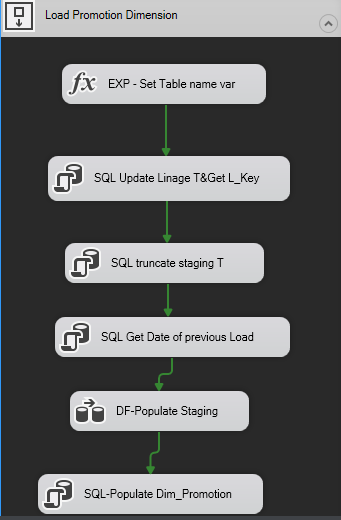 Load Promotion Dimension
fx EXP - Set Table name var
SQL Update Linage T&Get L_Key
SQL truncate staging T
SQL Get Date of previous Load
DF-Populate Staging
SQL-Populate Dim_Promotion